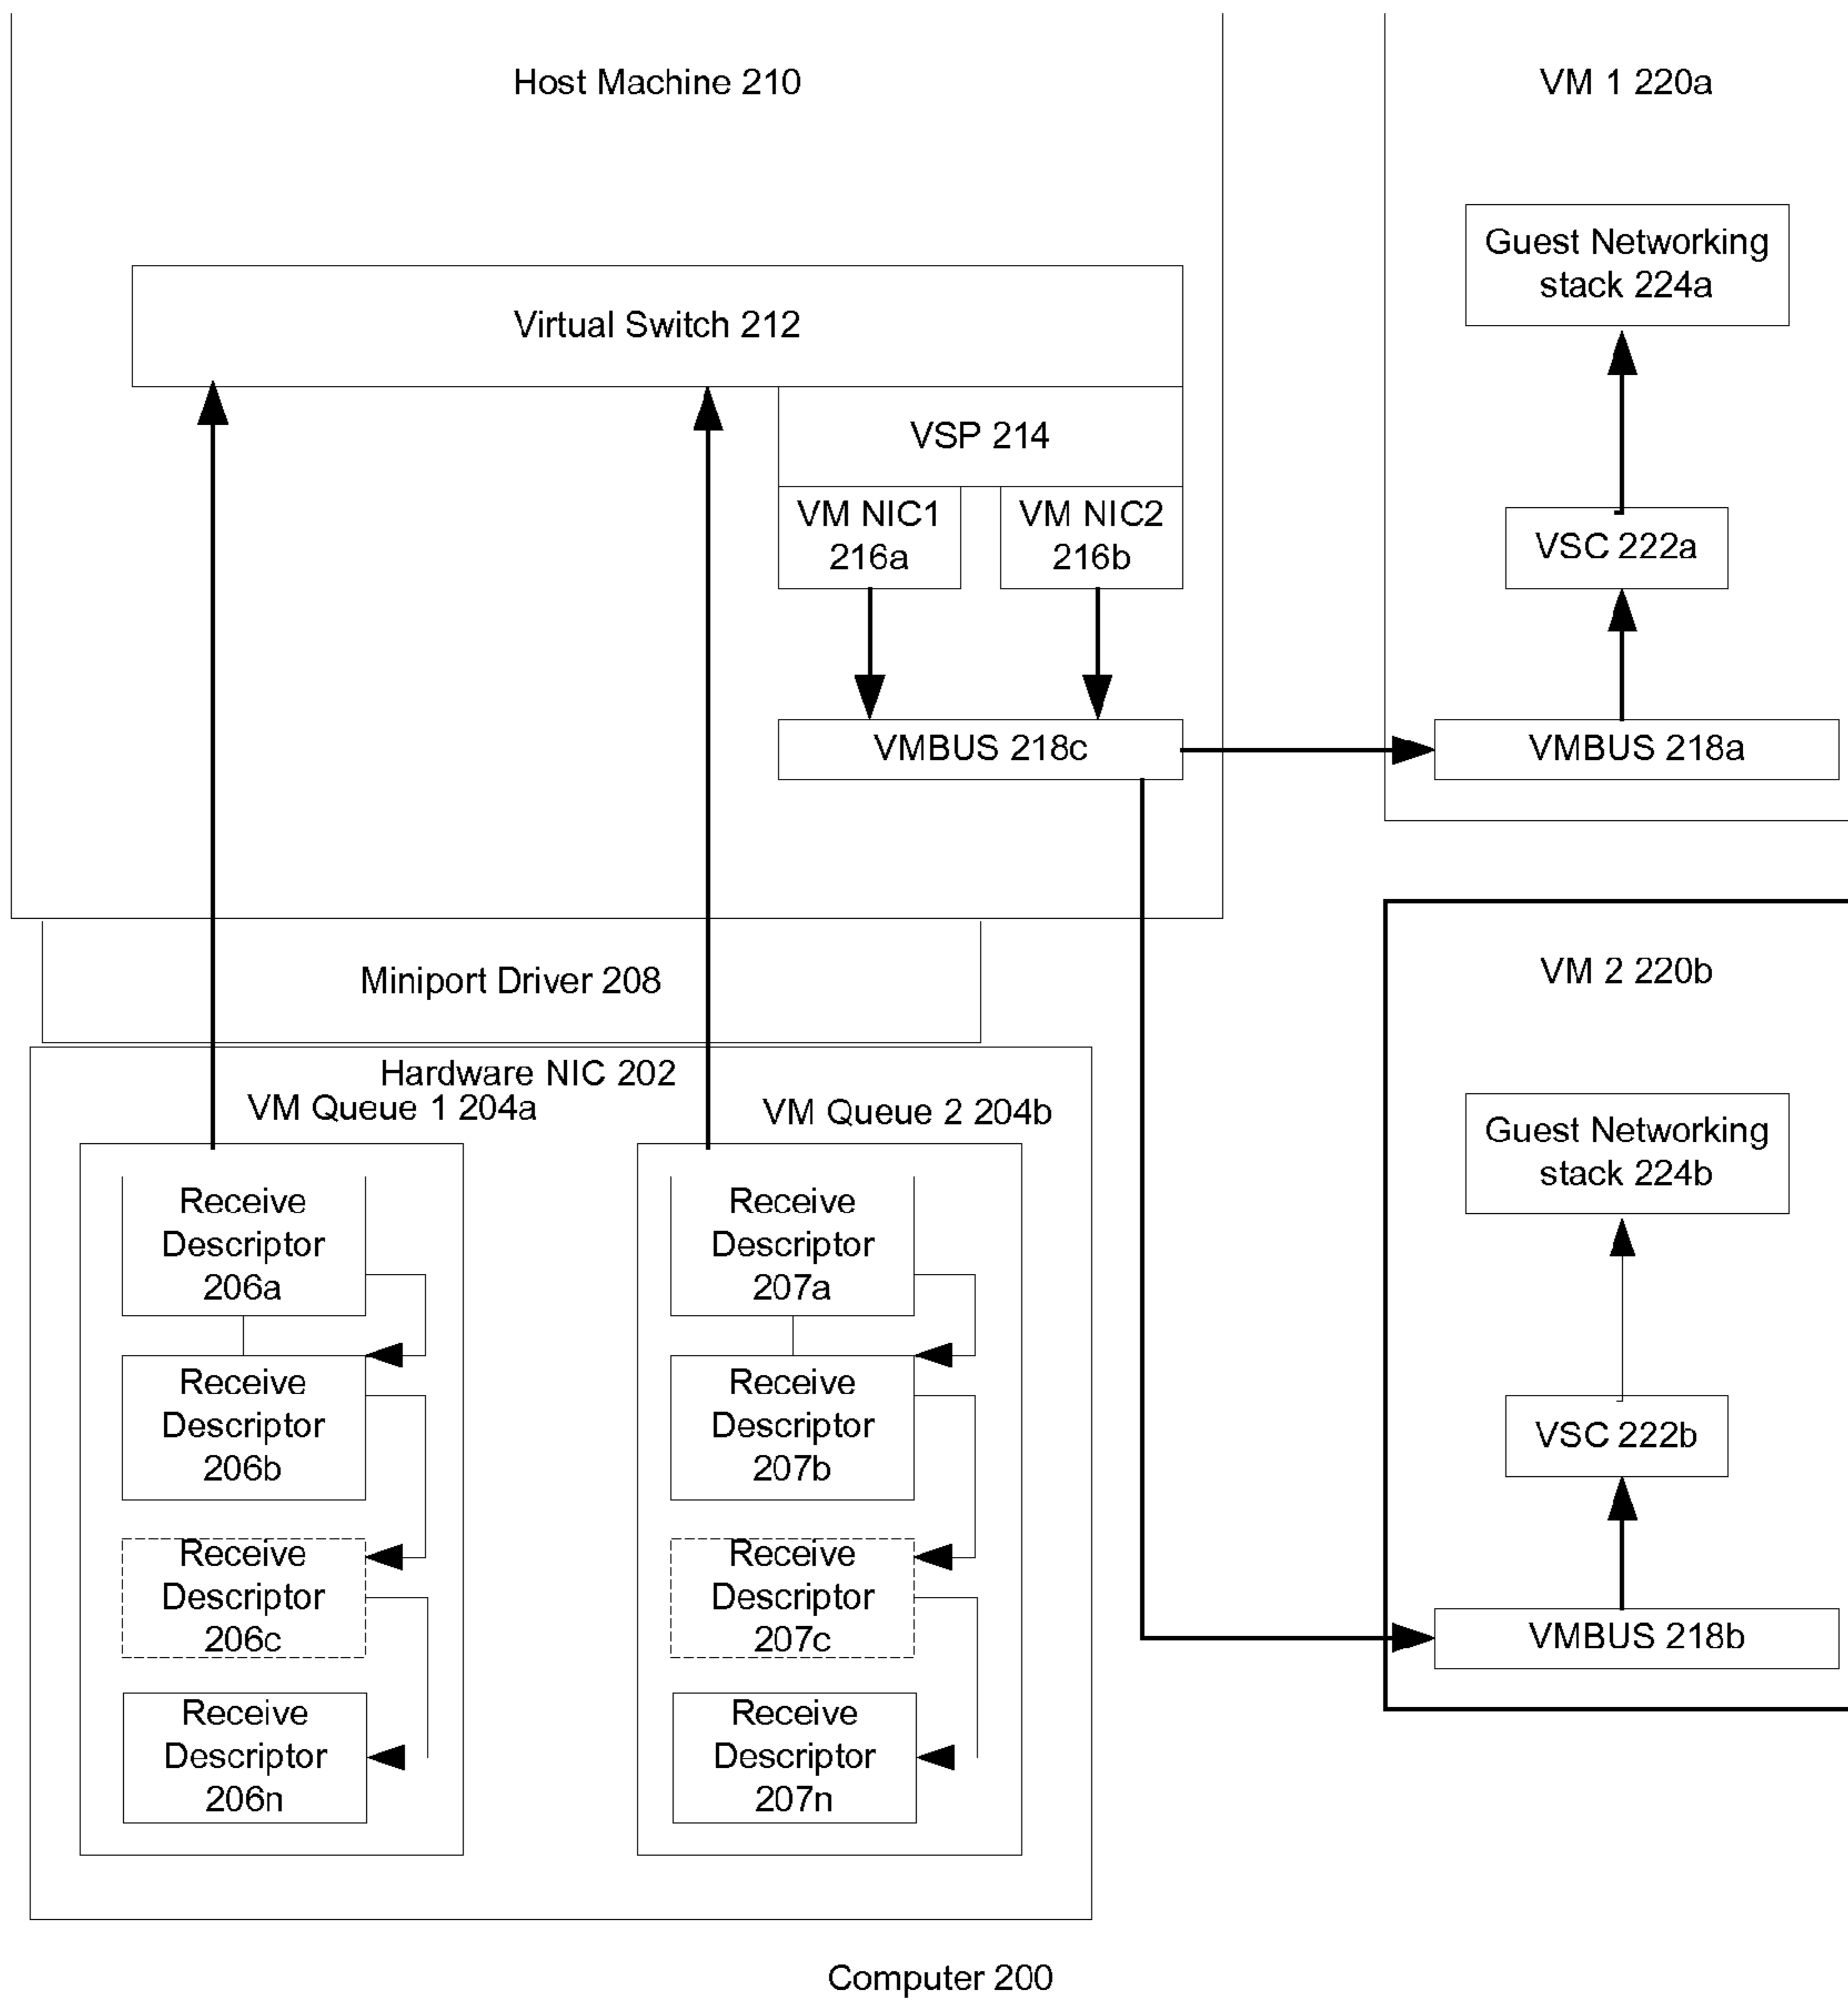 Host Machine 210
VM 1 220a
Guest Networking
stack 224a
Virtual Switch 212
VSP 214
VM NIC1
216a
VM NIC2
216b
VSC 222a
VMBUS 218c
VMBUS 218a
Miniport Driver 208
VM 2 220b
Hardware NIC 202
VM Queue 1 204a
VM Queue 2 204b
Guest Networking
stack 224b
Receive
Descriptor
206a
Receive
Descriptor
207a
Receive
Descriptor
206b
Receive
Descriptor
207b
VSC 222b
Receive
Descriptor
206c
Receive
Descriptor
207c
VMBUS 218b
Receive
Descriptor
206n
Receive
Descriptor
207n
Computer 200